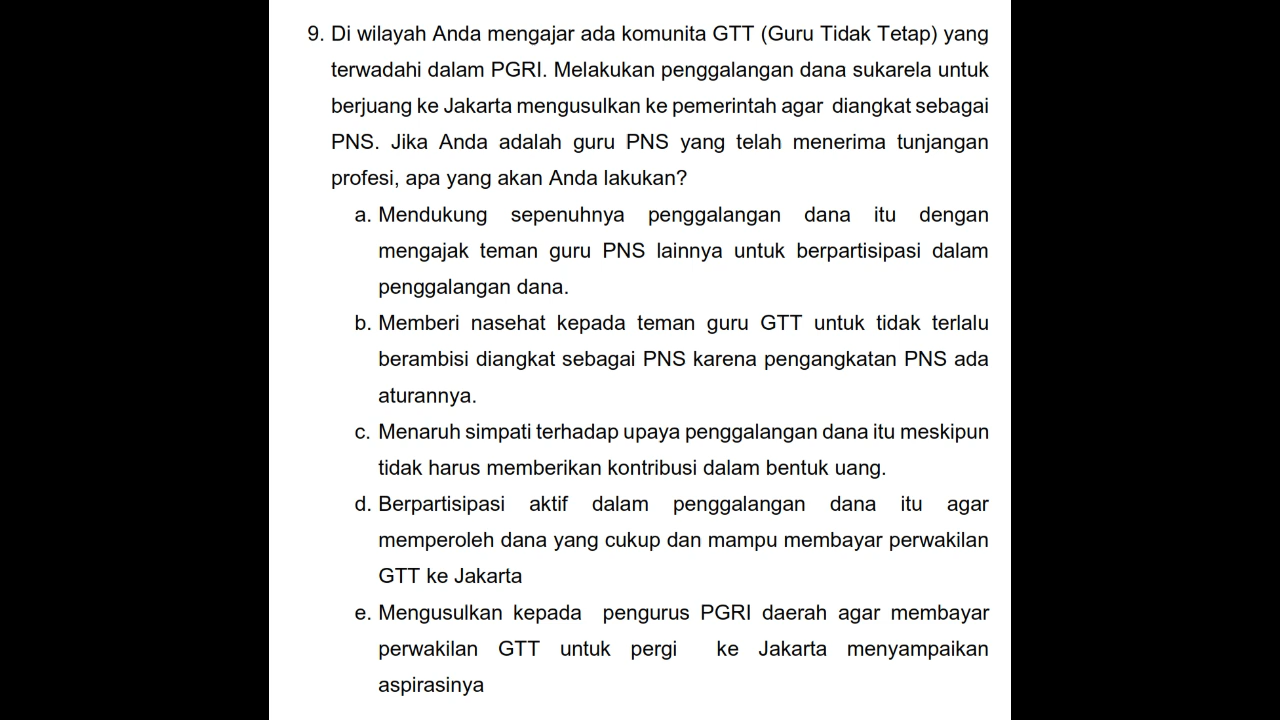 9. Di wilayah Anda mengajar ada komunita GTT (Guru Tidak Tetap) yang
terwadahi dalam PGRI. Melakukan penggalangan dana sukarela untuk
berjuang ke Jakarta mengusulkan ke pemerintah agar diangkat sebagai
PNS. Jika Anda adalah guru PNS yang telah menerima tunjangan
profesi, apa yang akan Anda lakukan?
a. Mendukung sepenuhnya penggalangan dana itu dengan
mengajak teman guru PNS lainnya untuk berpartisipasi dalam
penggalangan dana.
b. Memberi nasehat kepada teman guru GTT untuk tidak terlalu
berambisi diangkat sebagai PNS karena pengangkatan PNS ada
aturannya.
c. Menaruh simpati terhadap upaya penggalangan dana itu meskipun
tidak harus memberikan kontribusi dalam bentuk uang.
d. Berpartisipasi aktif dalam penggalangan dana itu agar
memperoleh dana yang cukup dan mampu membayar perwakilan
GTT ke Jakarta
e. Mengusulkan kepada pengurus PGRI daerah agar membayar
perwakilan GTT untuk pergi ke Jakarta menyampaikan
aspirasinya